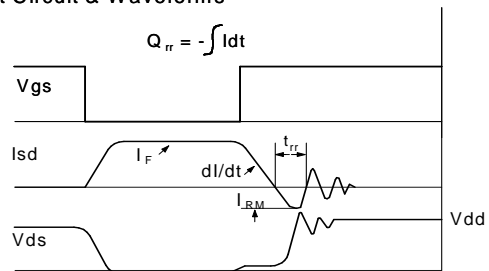 t Circuit & Waveforms
Q rr = -∫Idt
Vgs
Isd
I F
dI/dt
t rr
I RM
Vdd
Vds